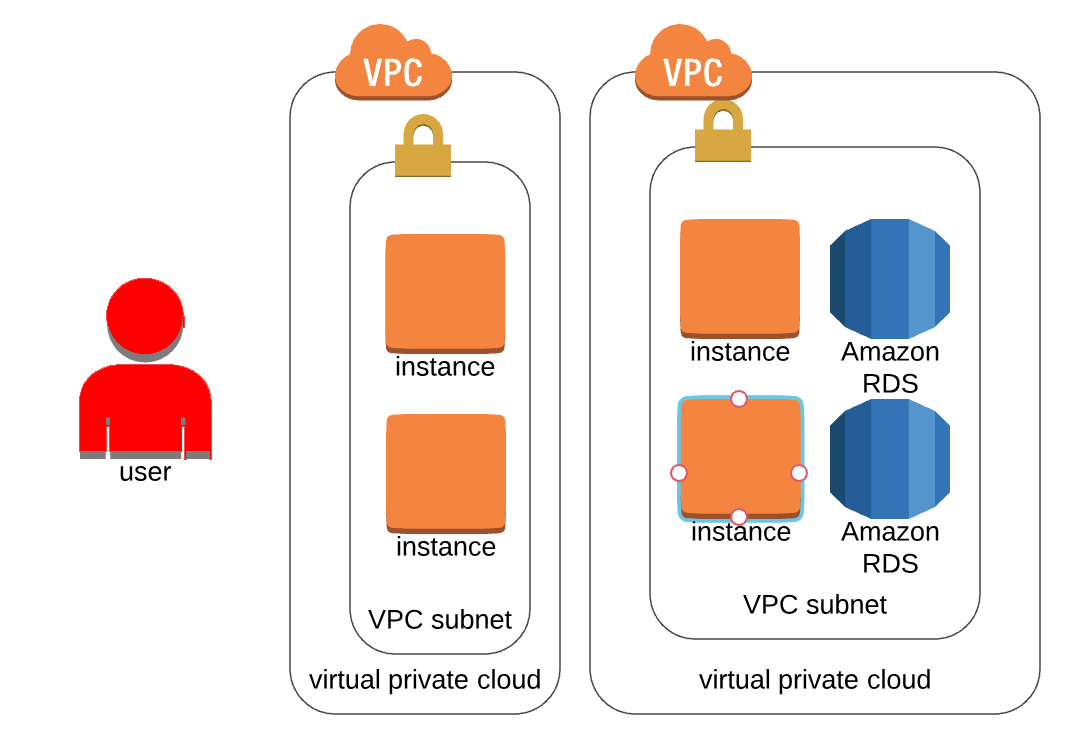 VPC
VPC
instance
instance
VPC subnet
virtual private cloud
user
instance
Amazon
RDS
instance
Amazon
RDS
VPC subnet
virtual private cloud